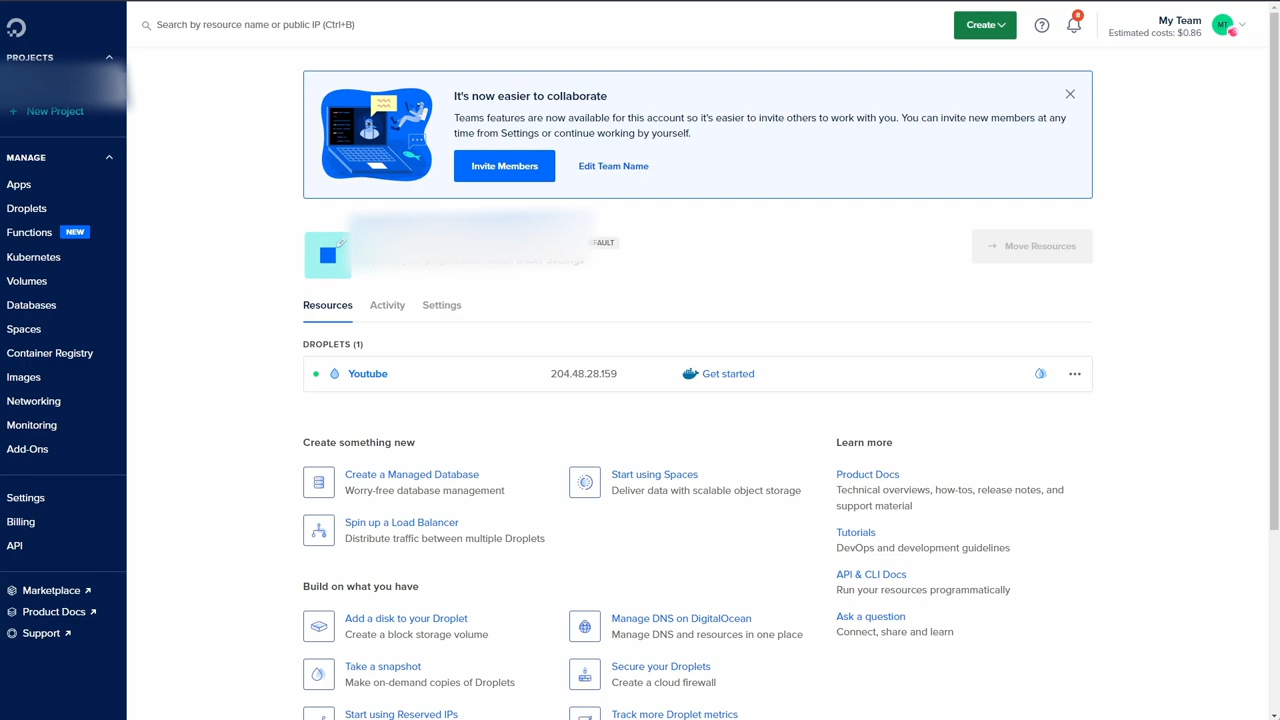 Search by resource name or public IP (Ctrl+B)
Create
8
My Team
Estimated costs: $0.86
MT
PROJECTS
+ New Project
MANAGE
Apps
Droplets
Functions NEW
Kubernetes
Volumes
Databases
Spaces
Container Registry
Images
Networking
Monitoring
Add-Ons
Settings
Billing
API
Marketplace
Product Docs
Support
It's now easier to collaborate
Teams features are now available for this account so it's easier to invite others to work with you. You can invite new members at any
time from Settings or continue working by yourself.
Invite Members
Edit Team Name
Move Resources
Resources
Activity
Settings
DROPLETS (1)
Youtube
204.48.28.159
Get started
Create something new
Create a Managed Database
Worry-free database management
Start using Spaces
Deliver data with scalable object storage
Spin up a Load Balancer
Distribute traffic between multiple Droplets
Build on what you have
Add a disk to your Droplet
Create a block storage volume
Manage DNS on DigitalOcean
Manage DNS and resources in one place
Take a snapshot
Make on-demand copies of Droplets
Secure your Droplets
Create a cloud firewall
Start using Reserved IPs
Track more Droplet metrics
Learn more
Product Docs
Technical overviews, how-tos, release notes, and
support material
Tutorials
DevOps and development guidelines
API & CLI Docs
Run your resources programmatically
Ask a question
Connect, share and learn